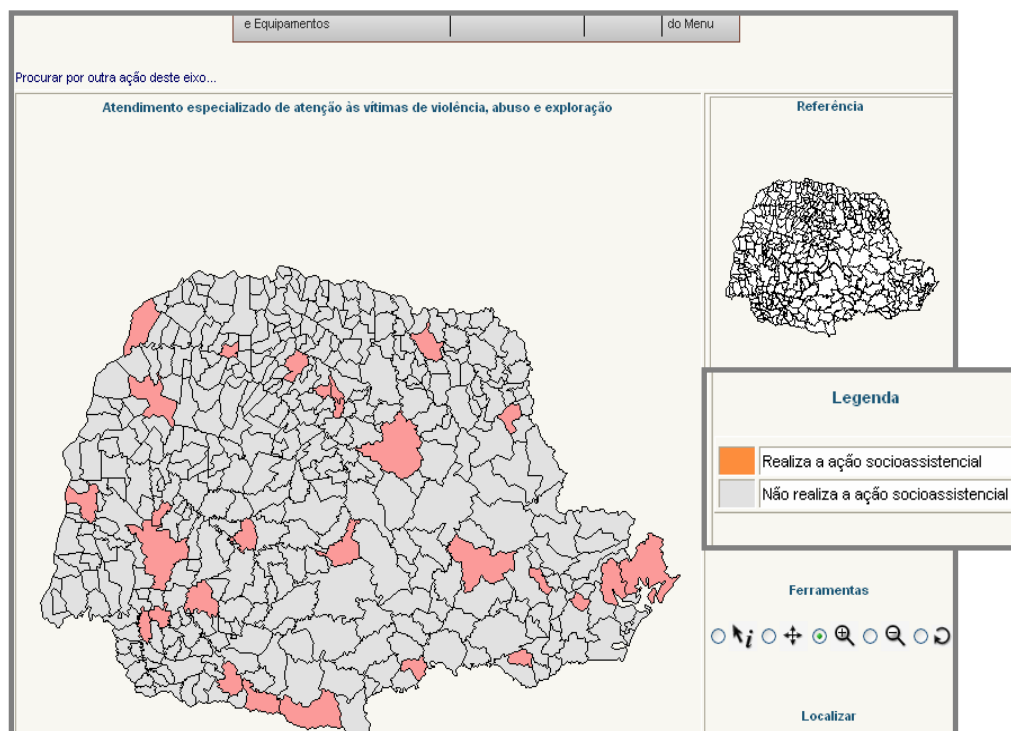 e Equipamentos
do Menu
Procurar por outra ação deste eixo...
Atendimento especializado de atenção às vítimas de violência, abuso e exploração
Referência
Legenda
Realiza a ação socioassistencial
Não realiza a ação socioassistencial
Ferramentas
Localizar